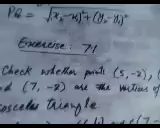 PQ = √(x₂-x₁)² + (y₂-y₁)²
Exercise: 7.1
Check whether points (5,-2), (
and (7, -2) are the vertices of
isosceles triangle.